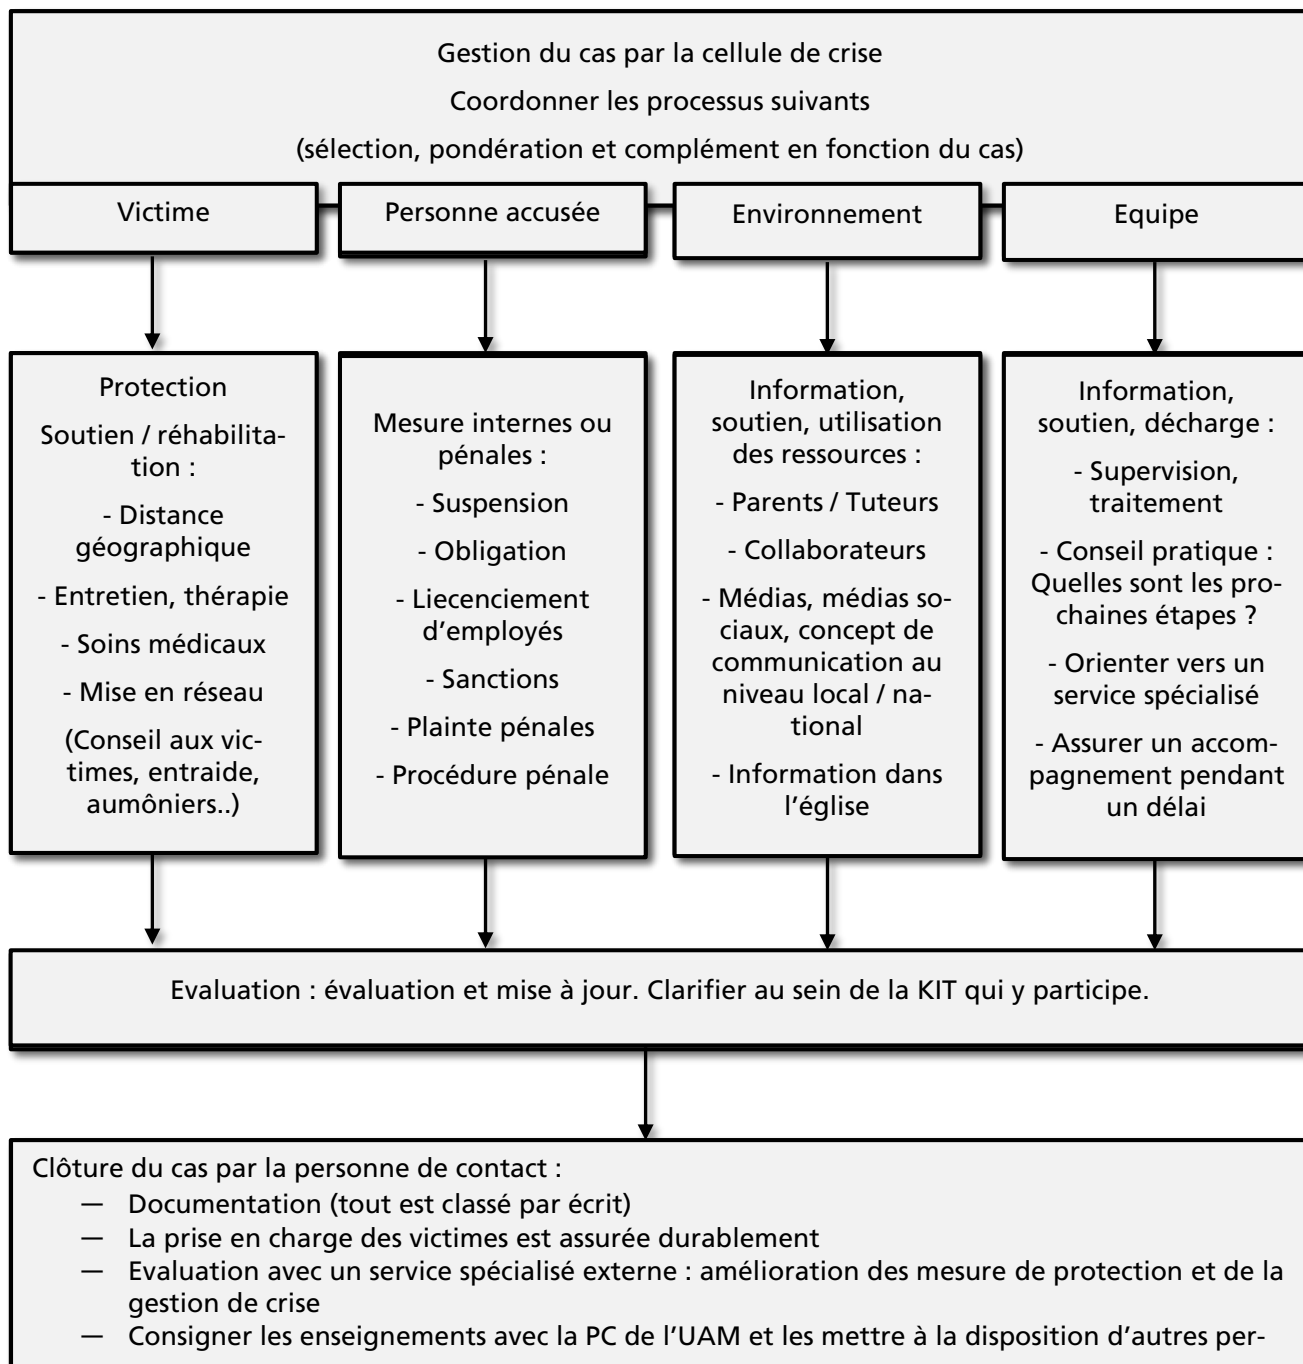 Gestion du cas par la cellule de crise
Coordonner les processus suivants
(sélection, pondération et complément en fonction du cas)
Victime
Personne accusée
Environnement
Equipe
Protection
Soutien / réhabilita-
tion :
- Distance
géographique
- Entretien, thérapie
- Soins médicaux
- Mise en réseau
(Conseil aux vic-
times, entraide,
aumôniers..)
Mesure internes ou
pénales :
- Suspension
- Obligation
- Liecenciement
d'employés
- Sanctions
- Plainte pénales
- Procédure pénale
Information,
soutien, utilisation
des ressources :
- Parents / Tuteurs
- Collaborateurs
- Médias, médias so-
ciaux, concept de
communication au
niveau local / na-
tional
- Information dans
l'église
Information,
soutien, décharge :
- Supervision,
traitement
- Conseil pratique :
Quelles sont les pro-
chaines étapes ?
- Orienter vers un
service spécialisé
- Assurer un accom-
pagnement pendant
un délai
Evaluation : évaluation et mise à jour. Clarifier au sein de la KIT qui y participe.
Clôture du cas par la personne de contact :
— Documentation (tout est classé par écrit)
— La prise en charge des victimes est assurée durablement
— Evaluation avec un service spécialisé externe : amélioration des mesure de protection et de la
gestion de crise
— Consigner les enseignements avec la PC de l'UAM et les mettre à la disposition d'autres per-